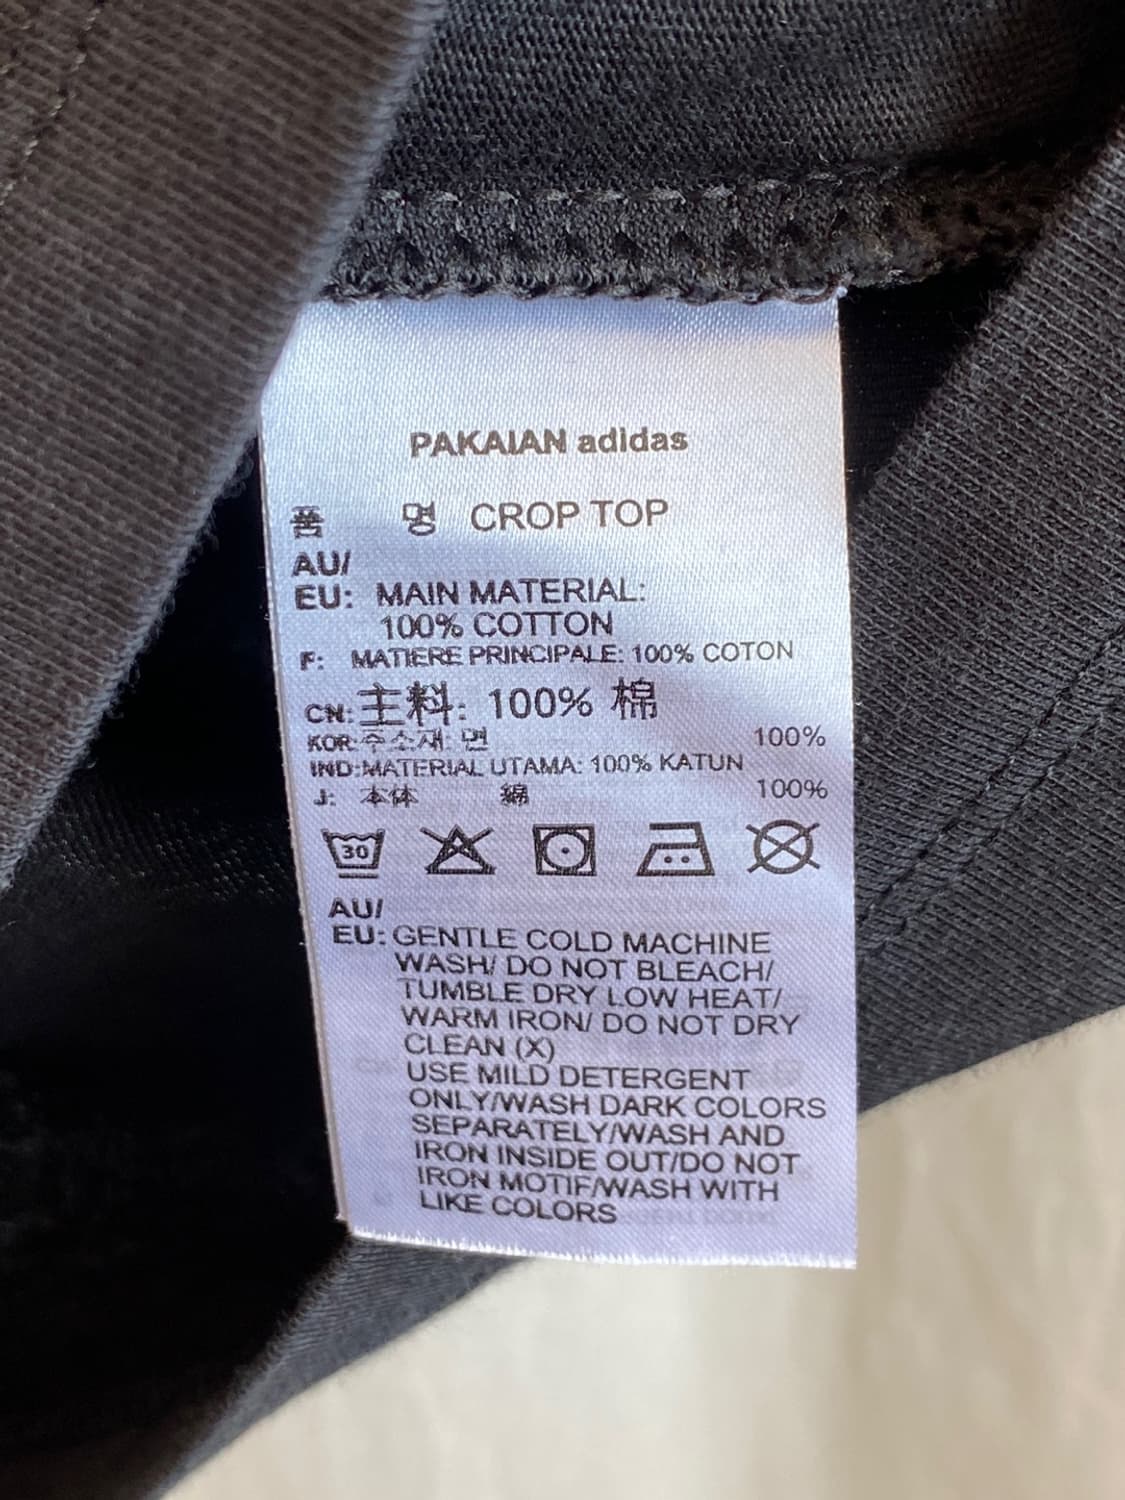 PAKAIAN adidas
품 명 CROP TOP
AU/
EU: MAIN MATERIAL:
100% COTTON
F: MATIERE PRINCIPALE: 100% COTON
CN: 主料: 100% 棉
KOR: 주소재: 면 100%
IND:MATERIAL UTAMA: 100% KATUN
J: 本体 綿 100%
30
AU/
EU: GENTLE COLD MACHINE
WASH/ DO NOT BLEACH/
TUMBLE DRY LOW HEAT/
WARM IRON/ DO NOT DRY
CLEAN (X)
USE MILD DETERGENT
ONLY/WASH DARK COLORS
SEPARATELY/WASH AND
IRON INSIDE OUT/DO NOT
IRON MOTIF/WASH WITH
LIKE COLORS